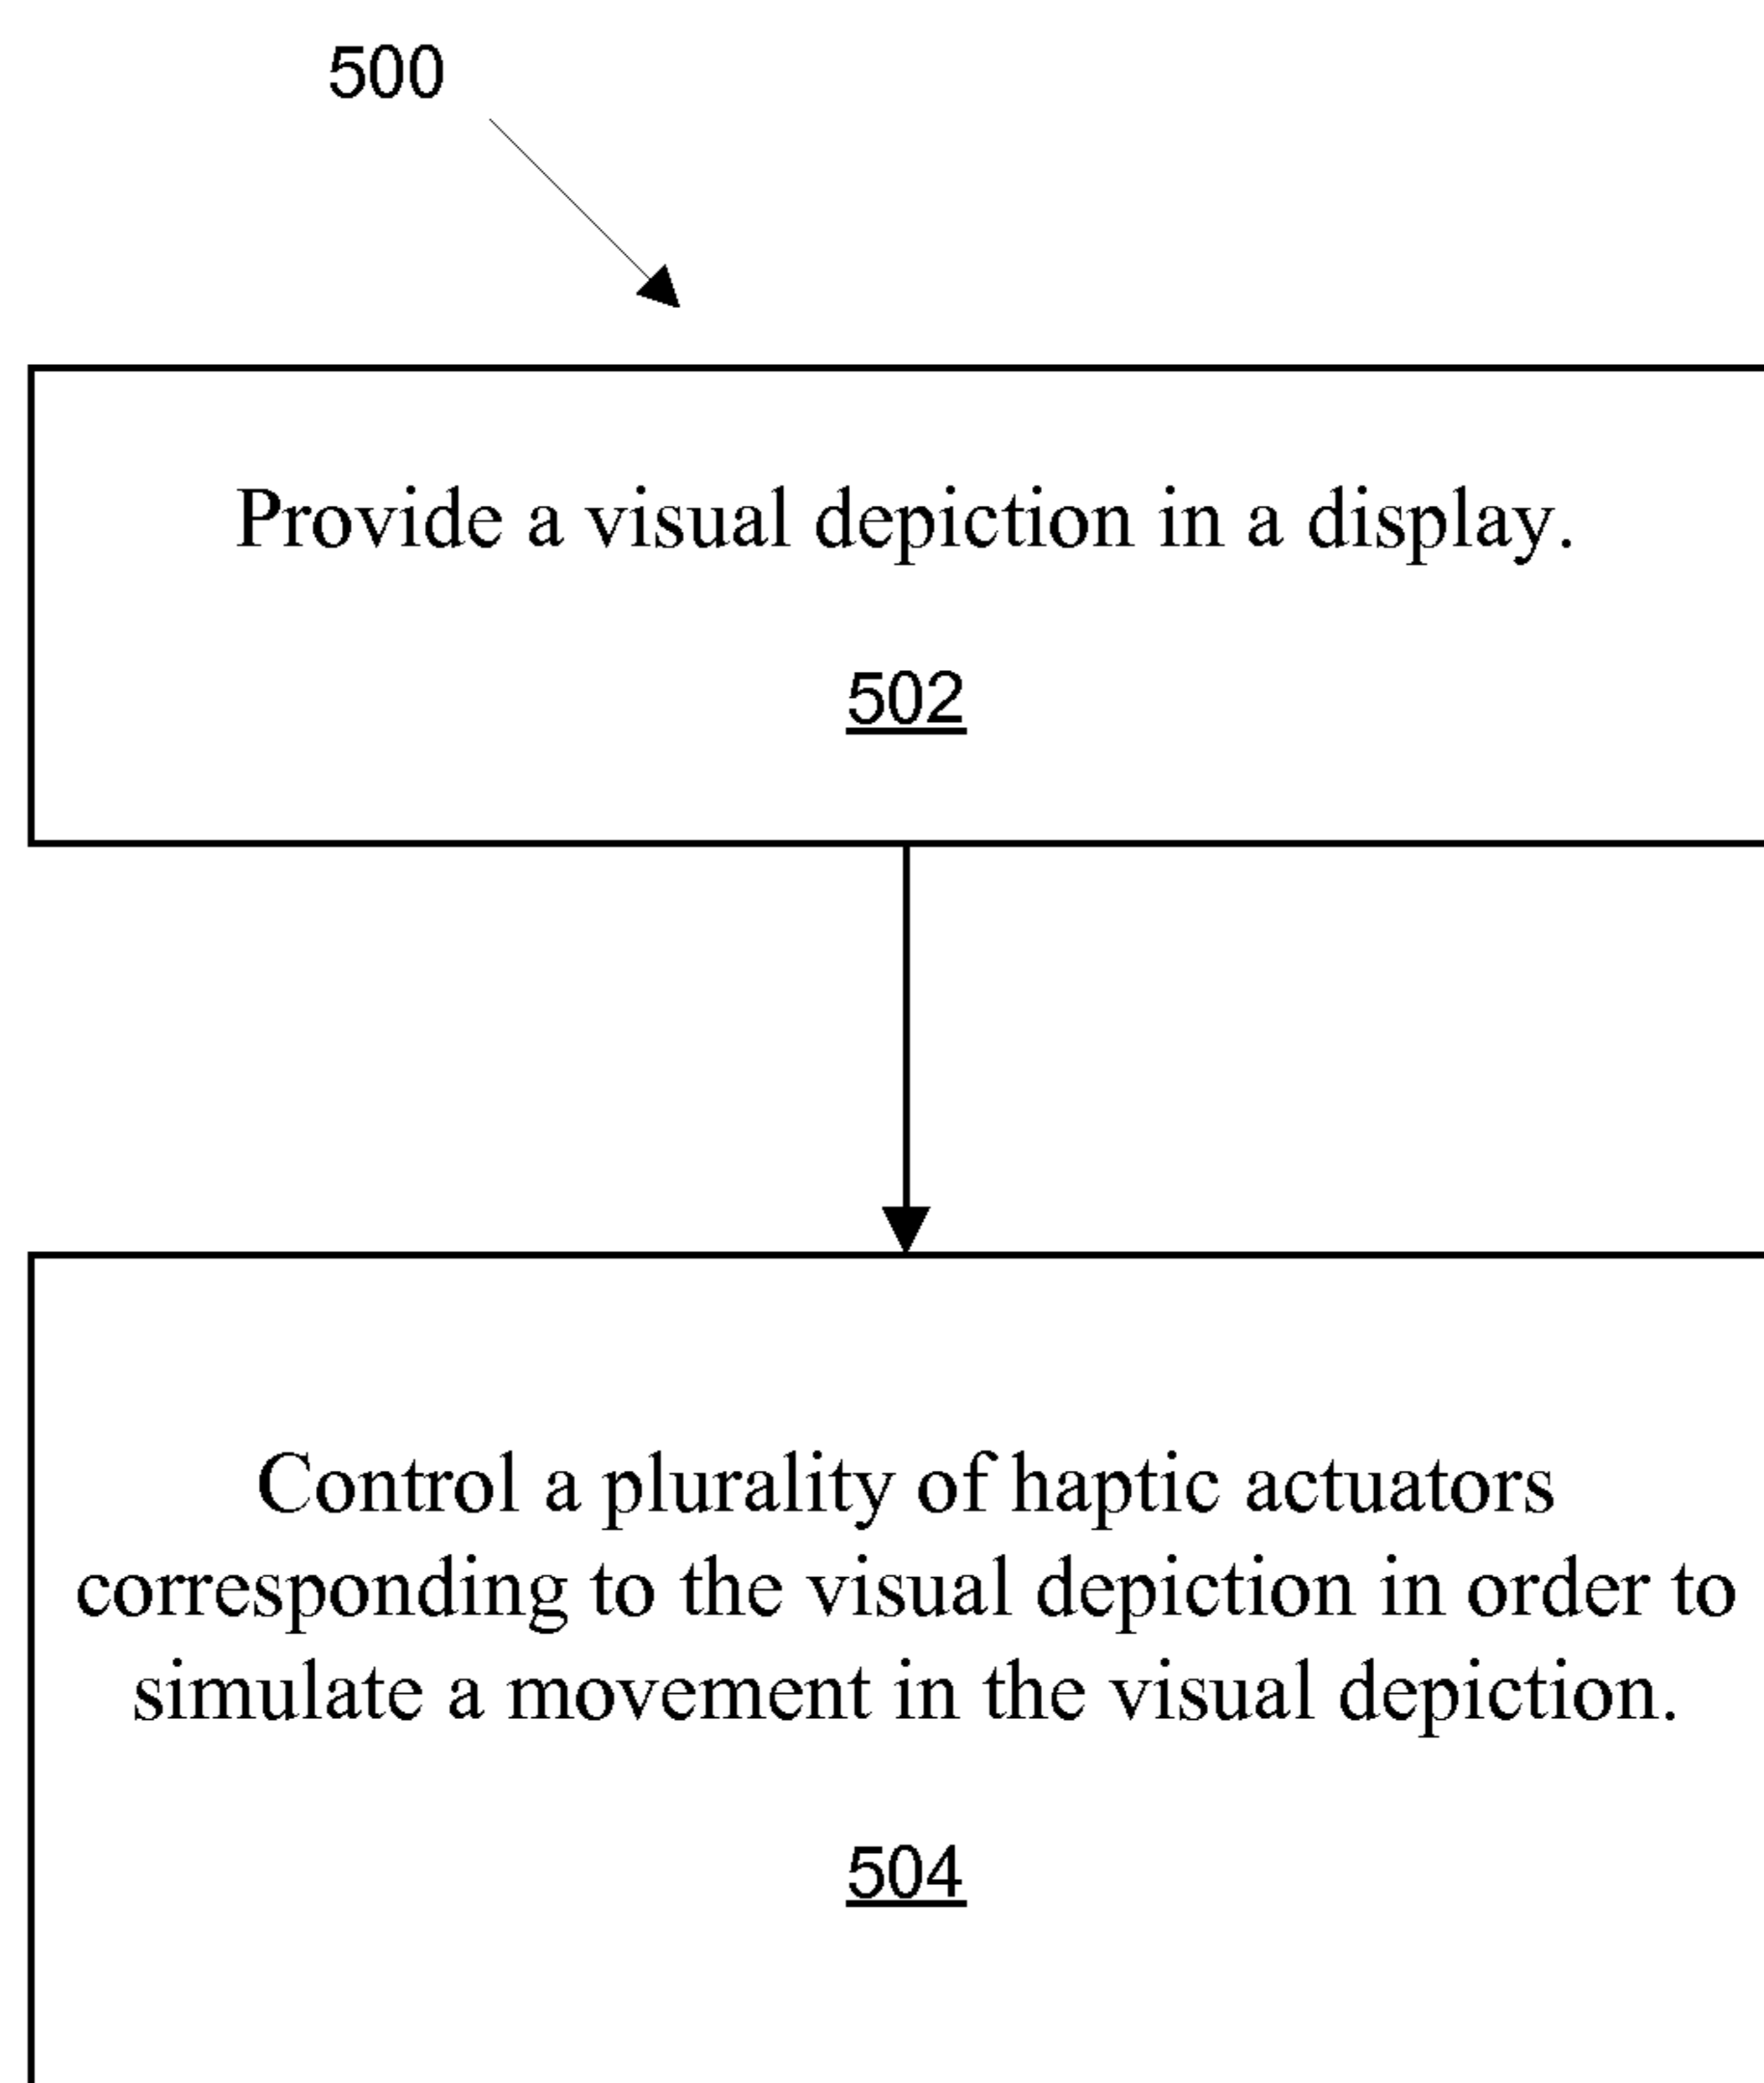 500
Provide a visual depiction in a display.
502
Control a plurality of haptic actuators
corresponding to the visual depiction in order to
simulate a movement in the visual depiction.
504